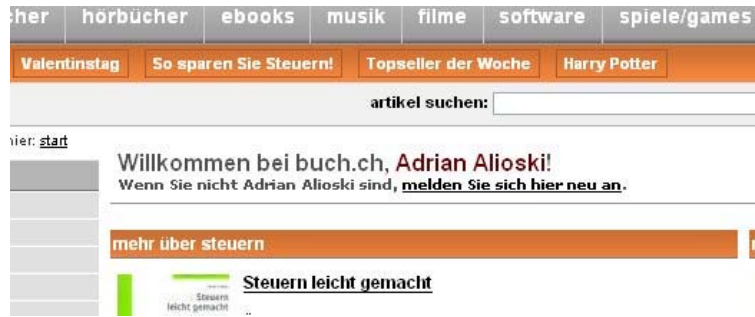 hörbücher ebooks musik filme software spiele/games
Valentinstag So sparen Sie Steuern! Topseller der Woche Harry Potter
artikel suchen:
hier: start
Willkommen bei buch.ch, Adrian Alioski!
Wenn Sie nicht Adrian Alioski sind, melden Sie sich hier neu an.
mehr über steuern
Steuern leicht gemacht
Steuern
leicht gemacht